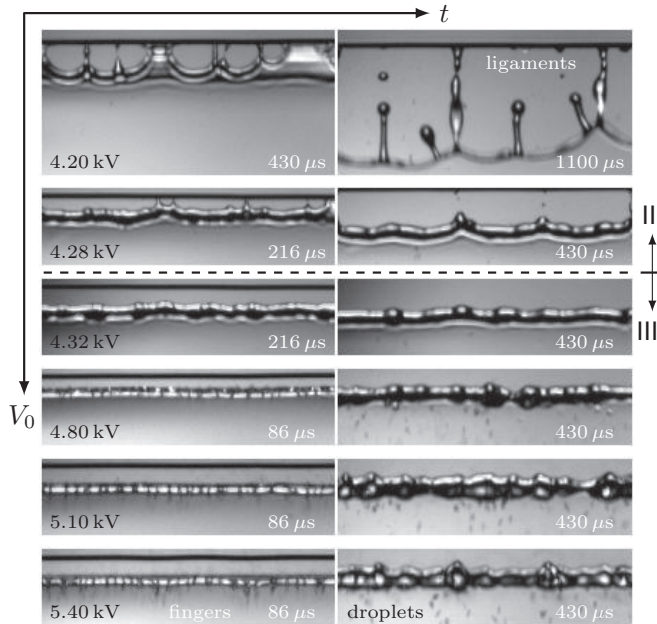 t
ligaments
4.20 kV 430 μs 1100 μs
II
4.28 kV 216 μs 430 μs
III
4.32 kV 216 μs 430 μs
V₀
4.80 kV 86 μs 430 μs
5.10 kV 86 μs 430 μs
5.40 kV fingers 86 μs droplets 430 μs